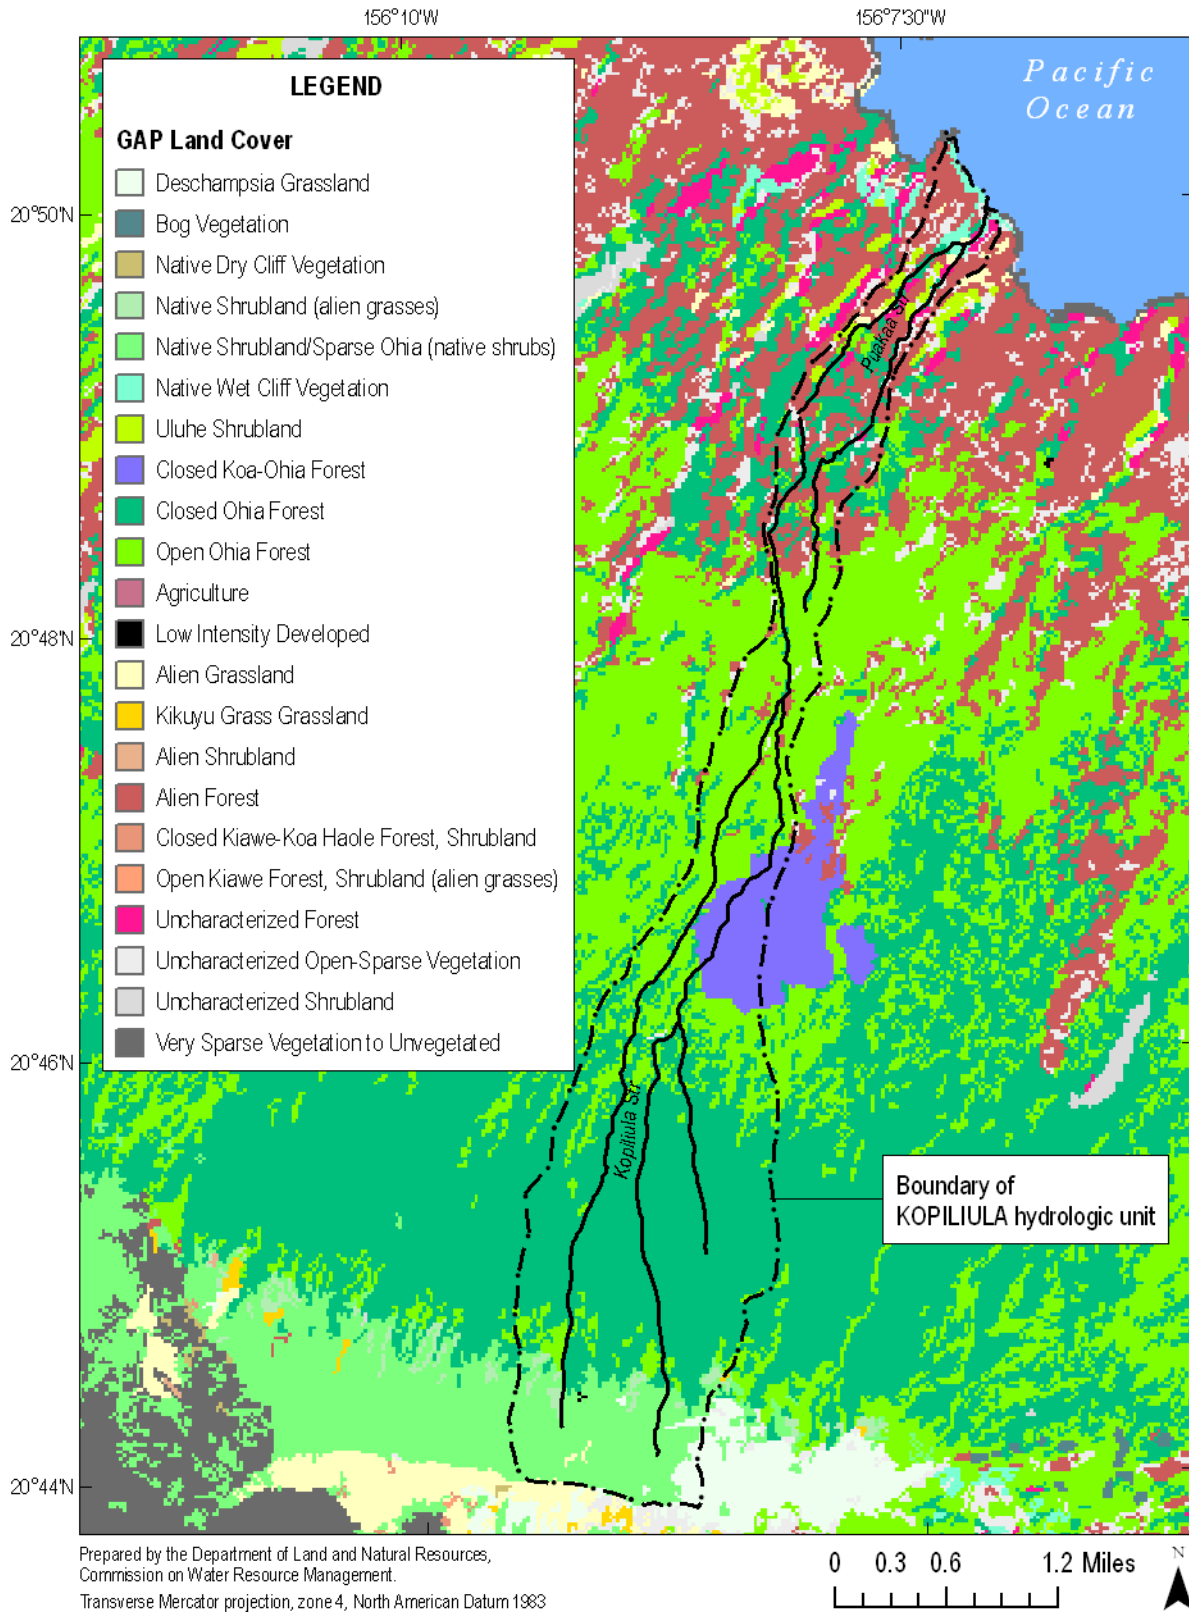 156°10'W
156°7'30"W
Pacific
Ocean
LEGEND
GAP Land Cover
Deschampsia Grassland
Bog Vegetation
Native Dry Cliff Vegetation
Native Shrubland (alien grasses)
Native Shrubland/Sparse Ohia (native shrubs)
Native Wet Cliff Vegetation
Uluhe Shrubland
Closed Koa-Ohia Forest
Closed Ohia Forest
Open Ohia Forest
Agriculture
Low Intensity Developed
Alien Grassland
Kikuyu Grass Grassland
Alien Shrubland
Alien Forest
Closed Kiawe-Koa Haole Forest, Shrubland
Open Kiawe Forest, Shrubland (alien grasses)
Uncharacterized Forest
Uncharacterized Open-Sparse Vegetation
Uncharacterized Shrubland
Very Sparse Vegetation to Unvegetated
20°50'N
20°48'N
20°46'N
20°44'N
Puakaa Str
Kopiliula Str
Boundary of
KOPILIULA hydrologic unit
Prepared by the Department of Land and Natural Resources,
Commission on Water Resource Management.
Transverse Mercator projection, zone 4, North American Datum 1983
0 0.3 0.6 1.2 Miles
N